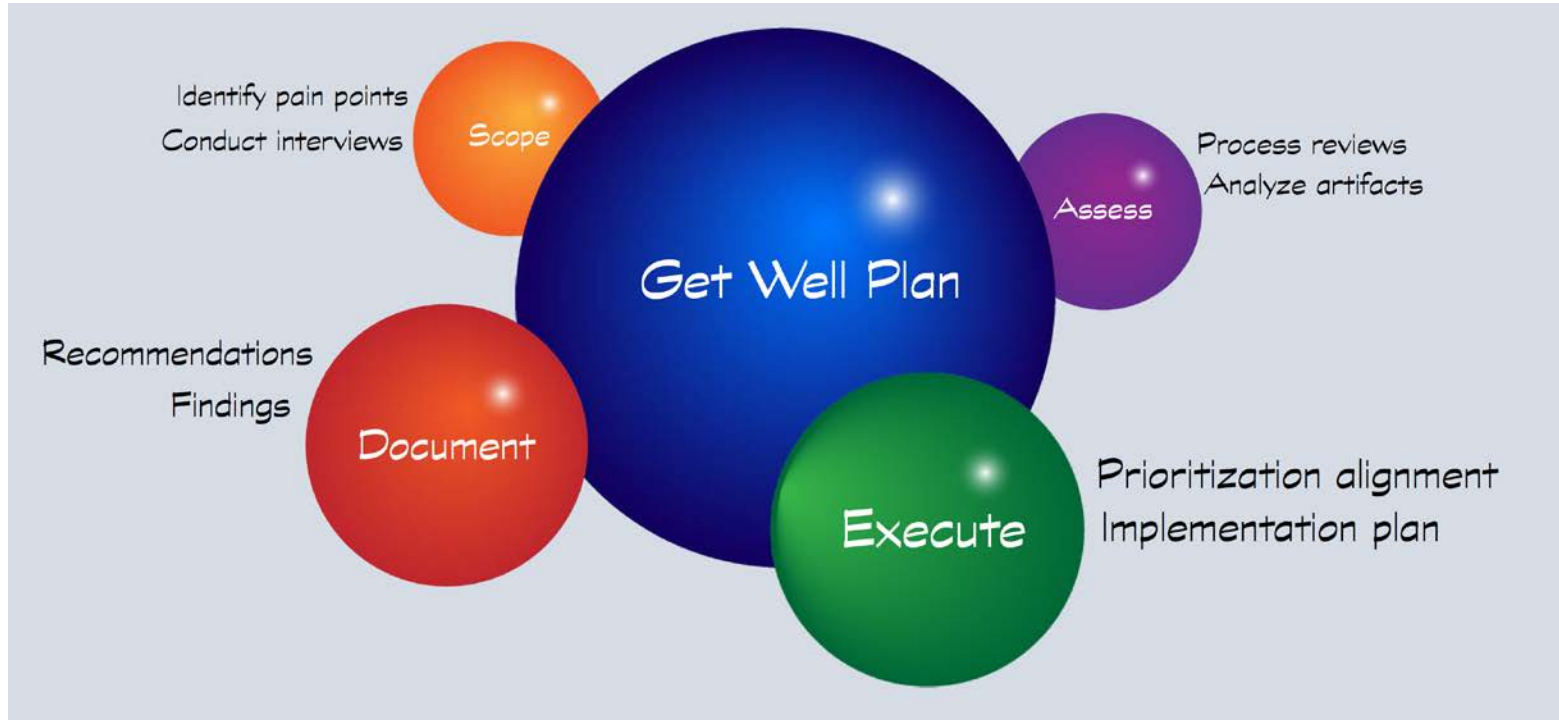 Identify pain points
Conduct interviews
Scope
Get Well Plan
Assess
Process reviews
Analyze artifacts
Recommendations
Findings
Document
Execute
Prioritization alignment
Implementation plan